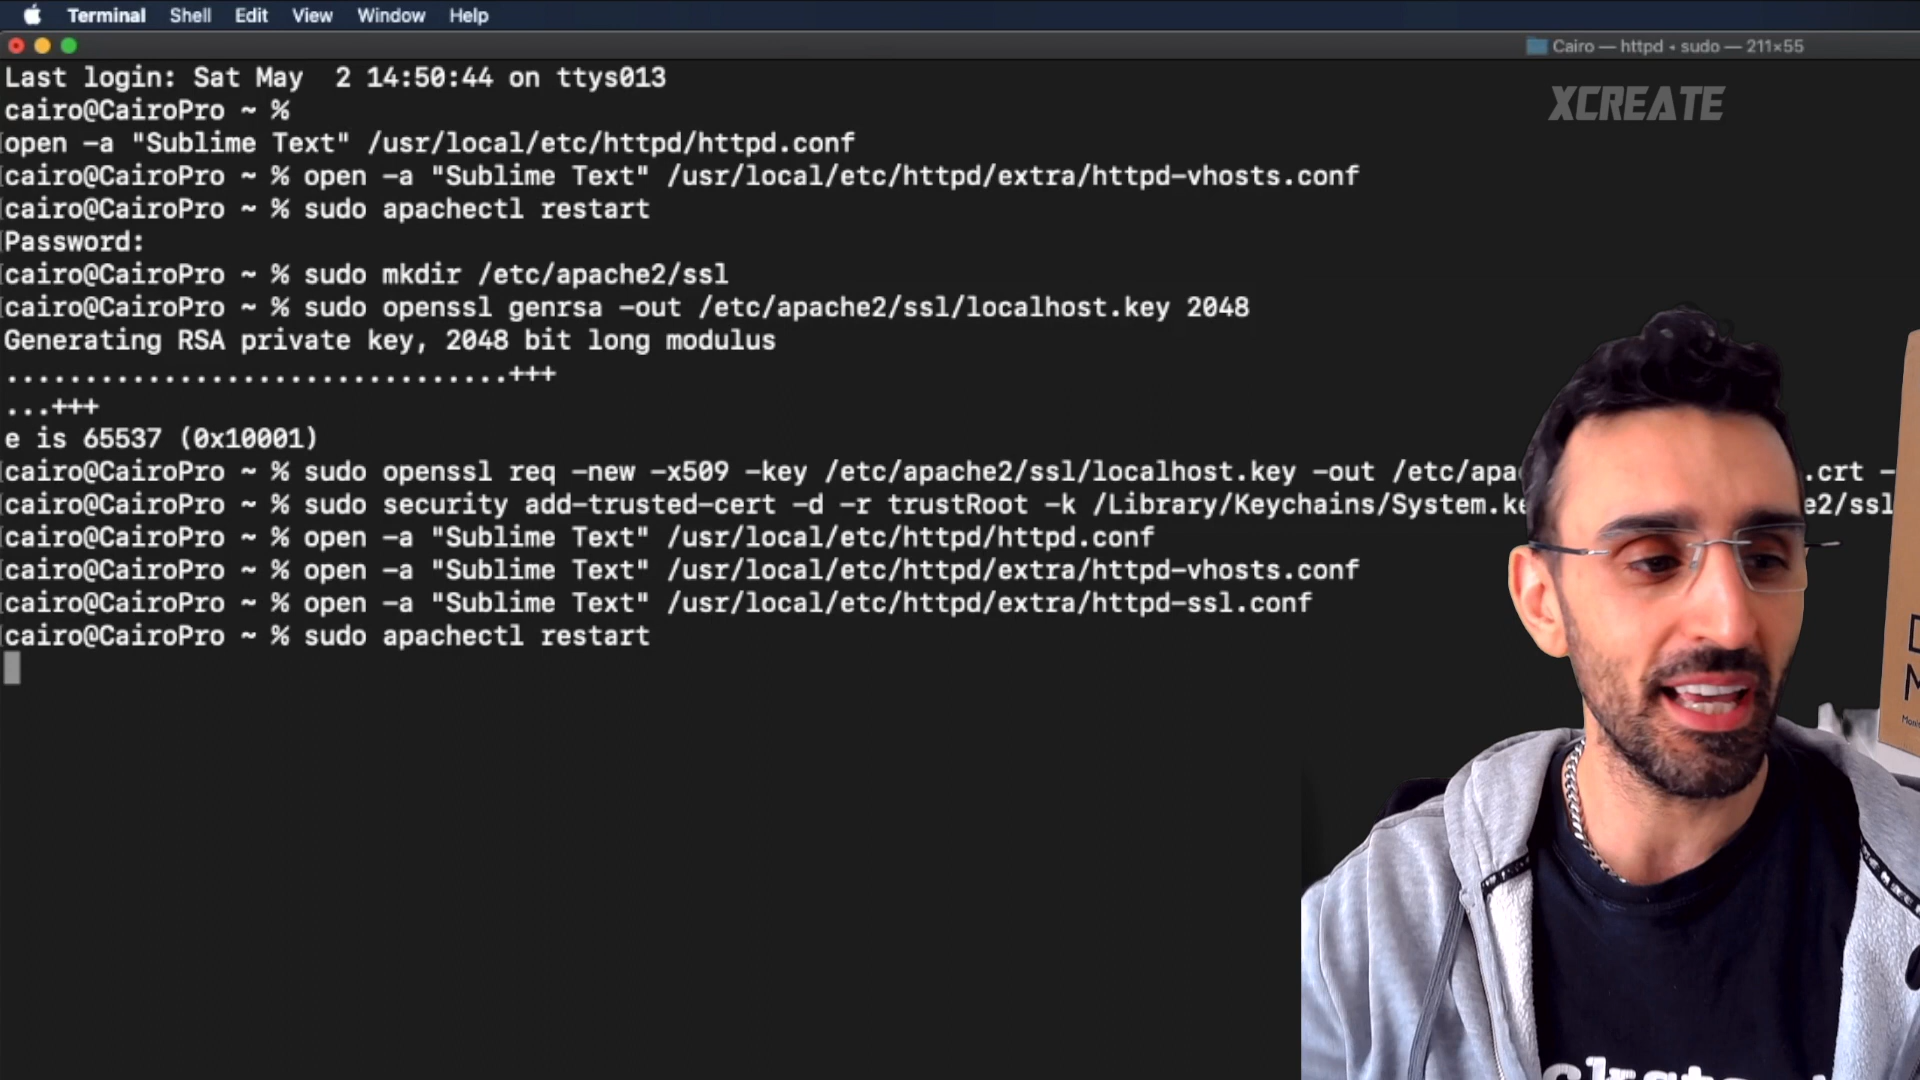 Terminal Shell Edit View Window Help
Cairo — httpd • sudo — 211×55
Last login: Sat May  2 14:50:44 on ttys013
XCREATE
cairo@CairoPro ~ %
open -a "Sublime Text" /usr/local/etc/httpd/httpd.conf
[cairo@CairoPro ~ % open -a "Sublime Text" /usr/local/etc/httpd/extra/httpd-vhosts.conf
[cairo@CairoPro ~ % sudo apachectl restart
Password:
[cairo@CairoPro ~ % sudo mkdir /etc/apache2/ssl
[cairo@CairoPro ~ % sudo openssl genrsa -out /etc/apache2/ssl/localhost.key 2048
Generating RSA private key, 2048 bit long modulus
................................+++
...+++
e is 65537 (0x10001)
[cairo@CairoPro ~ % sudo openssl req -new -x509 -key /etc/apache2/ssl/localhost.key -out /etc/apa .crt -
[cairo@CairoPro ~ % sudo security add-trusted-cert -d -r trustRoot -k /Library/Keychains/System.ke e2/ssl
[cairo@CairoPro ~ % open -a "Sublime Text" /usr/local/etc/httpd/httpd.conf
[cairo@CairoPro ~ % open -a "Sublime Text" /usr/local/etc/httpd/extra/httpd-vhosts.conf
[cairo@CairoPro ~ % open -a "Sublime Text" /usr/local/etc/httpd/extra/httpd-ssl.conf
[cairo@CairoPro ~ % sudo apachectl restart